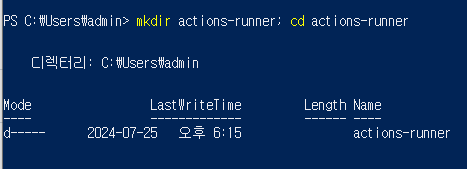 PS C:₩Users₩admin> mkdir actions-runner; cd actions-runner
디렉터리: C:₩Users₩admin
Mode LastWriteTime Length Name
---- ------------- ------ ----
d----- 2024-07-25 오후 6:15 actions-runner